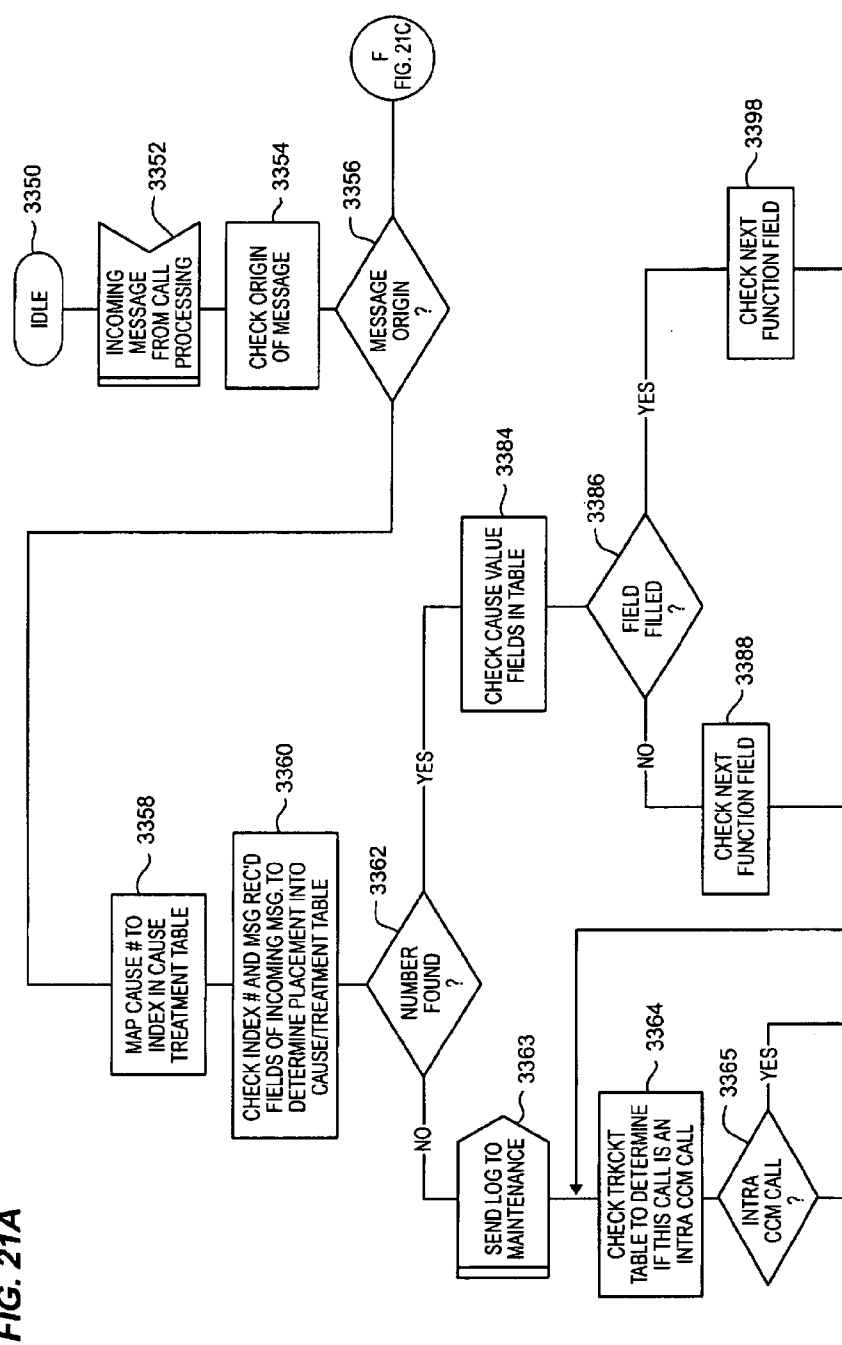 FIG. 21A
IDLE
3350
INCOMING
MESSAGE
FROM CALL
PROCESSING
3352
CHECK ORIGIN
OF MESSAGE
3354
MESSAGE
ORIGIN
?
3356
F
FIG. 21C
MAP CAUSE # TO
INDEX IN CAUSE
TREATMENT TABLE
3358
CHECK INDEX # AND MSG REC'D
FIELDS OF INCOMING MSG. TO
DETERMINE PLACEMENT INTO
CAUSE/TREATMENT TABLE
3360
NUMBER
FOUND
?
3362
NO
YES
SEND LOG TO
MAINTENANCE
3363
CHECK TRKCKT
TABLE TO DETERMINE
IF THIS CALL IS AN
INTRA CCM CALL
3364
INTRA
CCM CALL
?
3365
YES
CHECK CAUSE VALUE
FIELDS IN TABLE
3384
FIELD
FILLED
?
3386
NO
YES
CHECK NEXT
FUNCTION FIELD
3388
CHECK NEXT
FUNCTION FIELD
3398